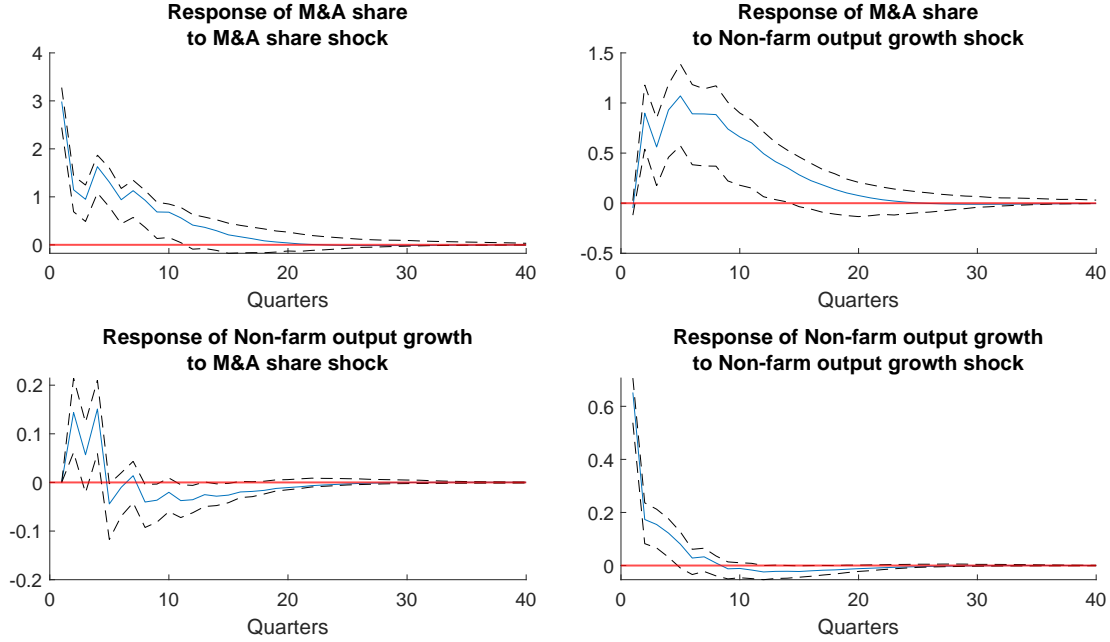 Response of M&A share
to M&A share shock
4
3
2
1
0
0 10 20 30 40
Quarters
Response of M&A share
to Non-farm output growth shock
1.5
1
0.5
0
-0.5
0 10 20 30 40
Quarters
Response of Non-farm output growth
to M&A share shock
0.2
0.1
0
-0.1
-0.2
0 10 20 30 40
Quarters
Response of Non-farm output growth
to Non-farm output growth shock
0.6
0.4
0.2
0
0 10 20 30 40
Quarters